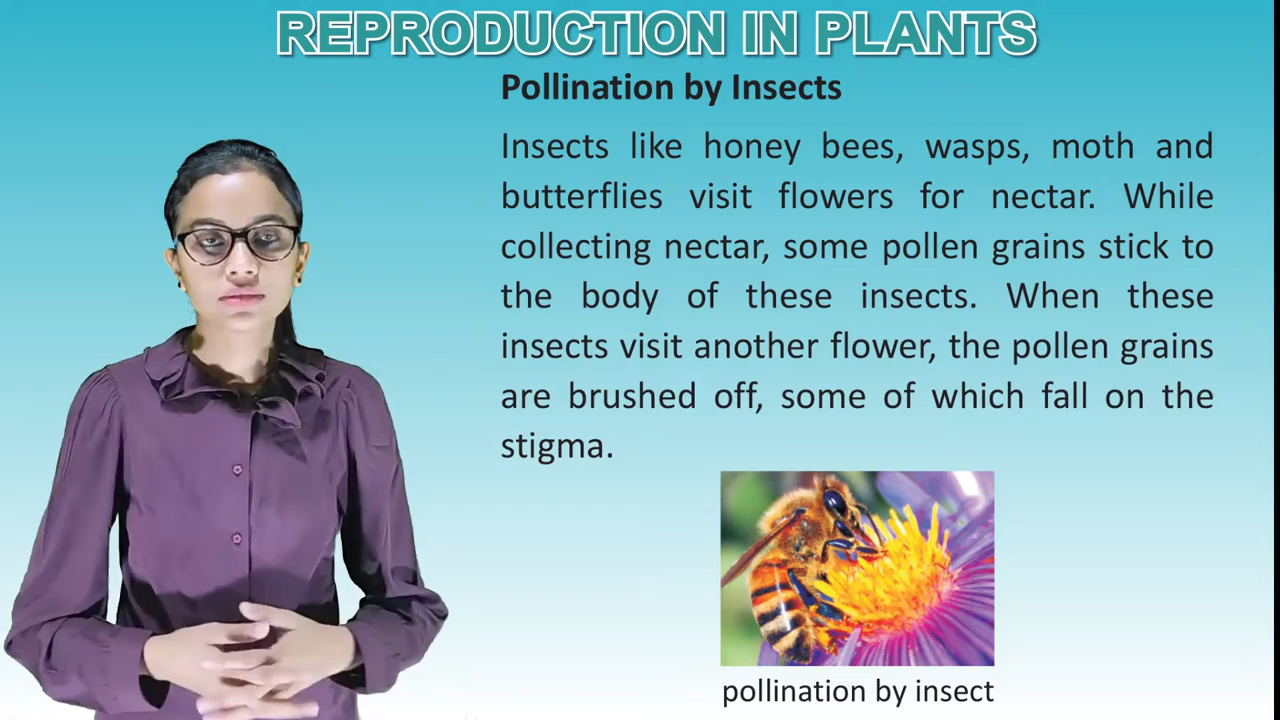 REPRODUCTION IN PLANTS
Pollination by Insects
Insects like honey bees, wasps, moth and
butterflies visit flowers for nectar. While
collecting nectar, some pollen grains stick to
the body of these insects. When these
insects visit another flower, the pollen grains
are brushed off, some of which fall on the
stigma.
pollination by insect